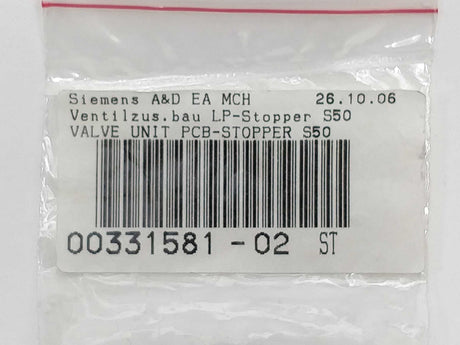 Siemens A&D EA MCH 26.10.06
Ventilzus.bau LP-Stopper S50
VALVE UNIT PCB-STOPPER S50
00331581-02 ST